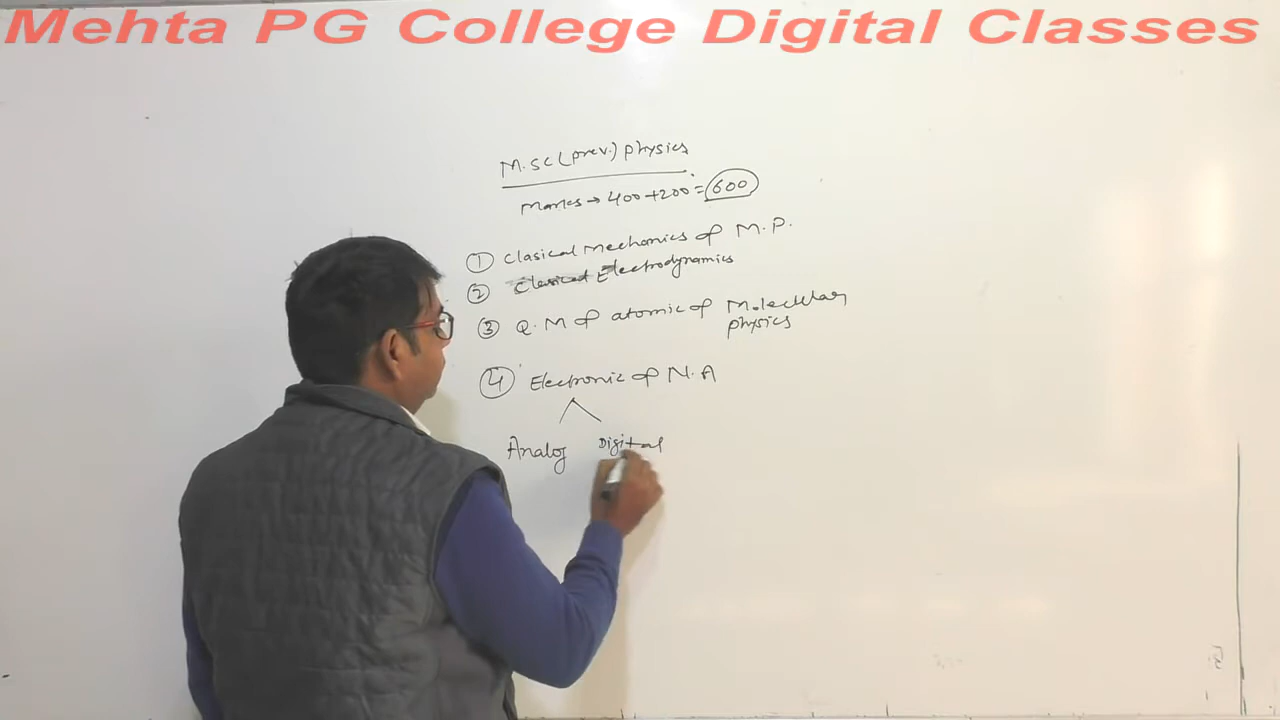 Mehta PG College Digital Classes
M.SC (prev.) physics
Marks → 400 + 200 = 600
① Clasical Mechanics of M.P.
② Clasical Electrodynamics
③ Q.M of atomic of Molecular
physics
④ Electronic of N.A
Analog Digital